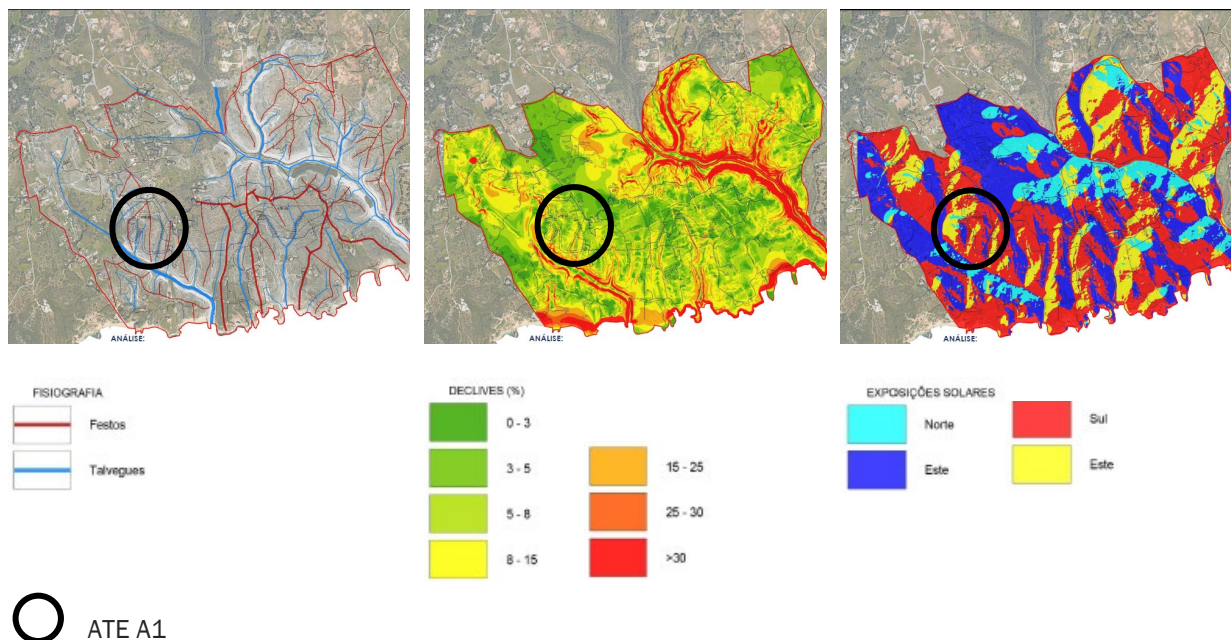 ANÁLISE:
ANÁLISE:
ANÁLISE:
FISIOGRAFIA
Festos
Talvegues
DECLIVES (%)
0 - 3
3 - 5
5 - 8
8 - 15
15 - 25
25 - 30
>30
EXPOSIÇÕES SOLARES
Norte
Este
Sul
Este
ATE A1